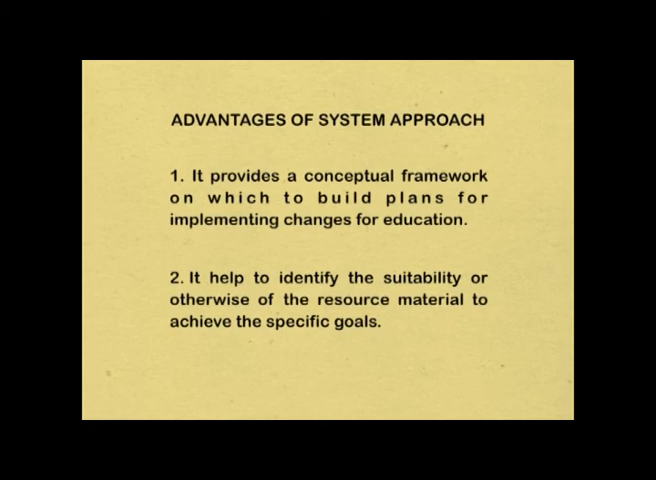 ADVANTAGES OF SYSTEM APPROACH
1. It provides a conceptual framework
on which to build plans for
implementing changes for education.
2. It help to identify the suitability or
otherwise of the resource material to
achieve the specific goals.